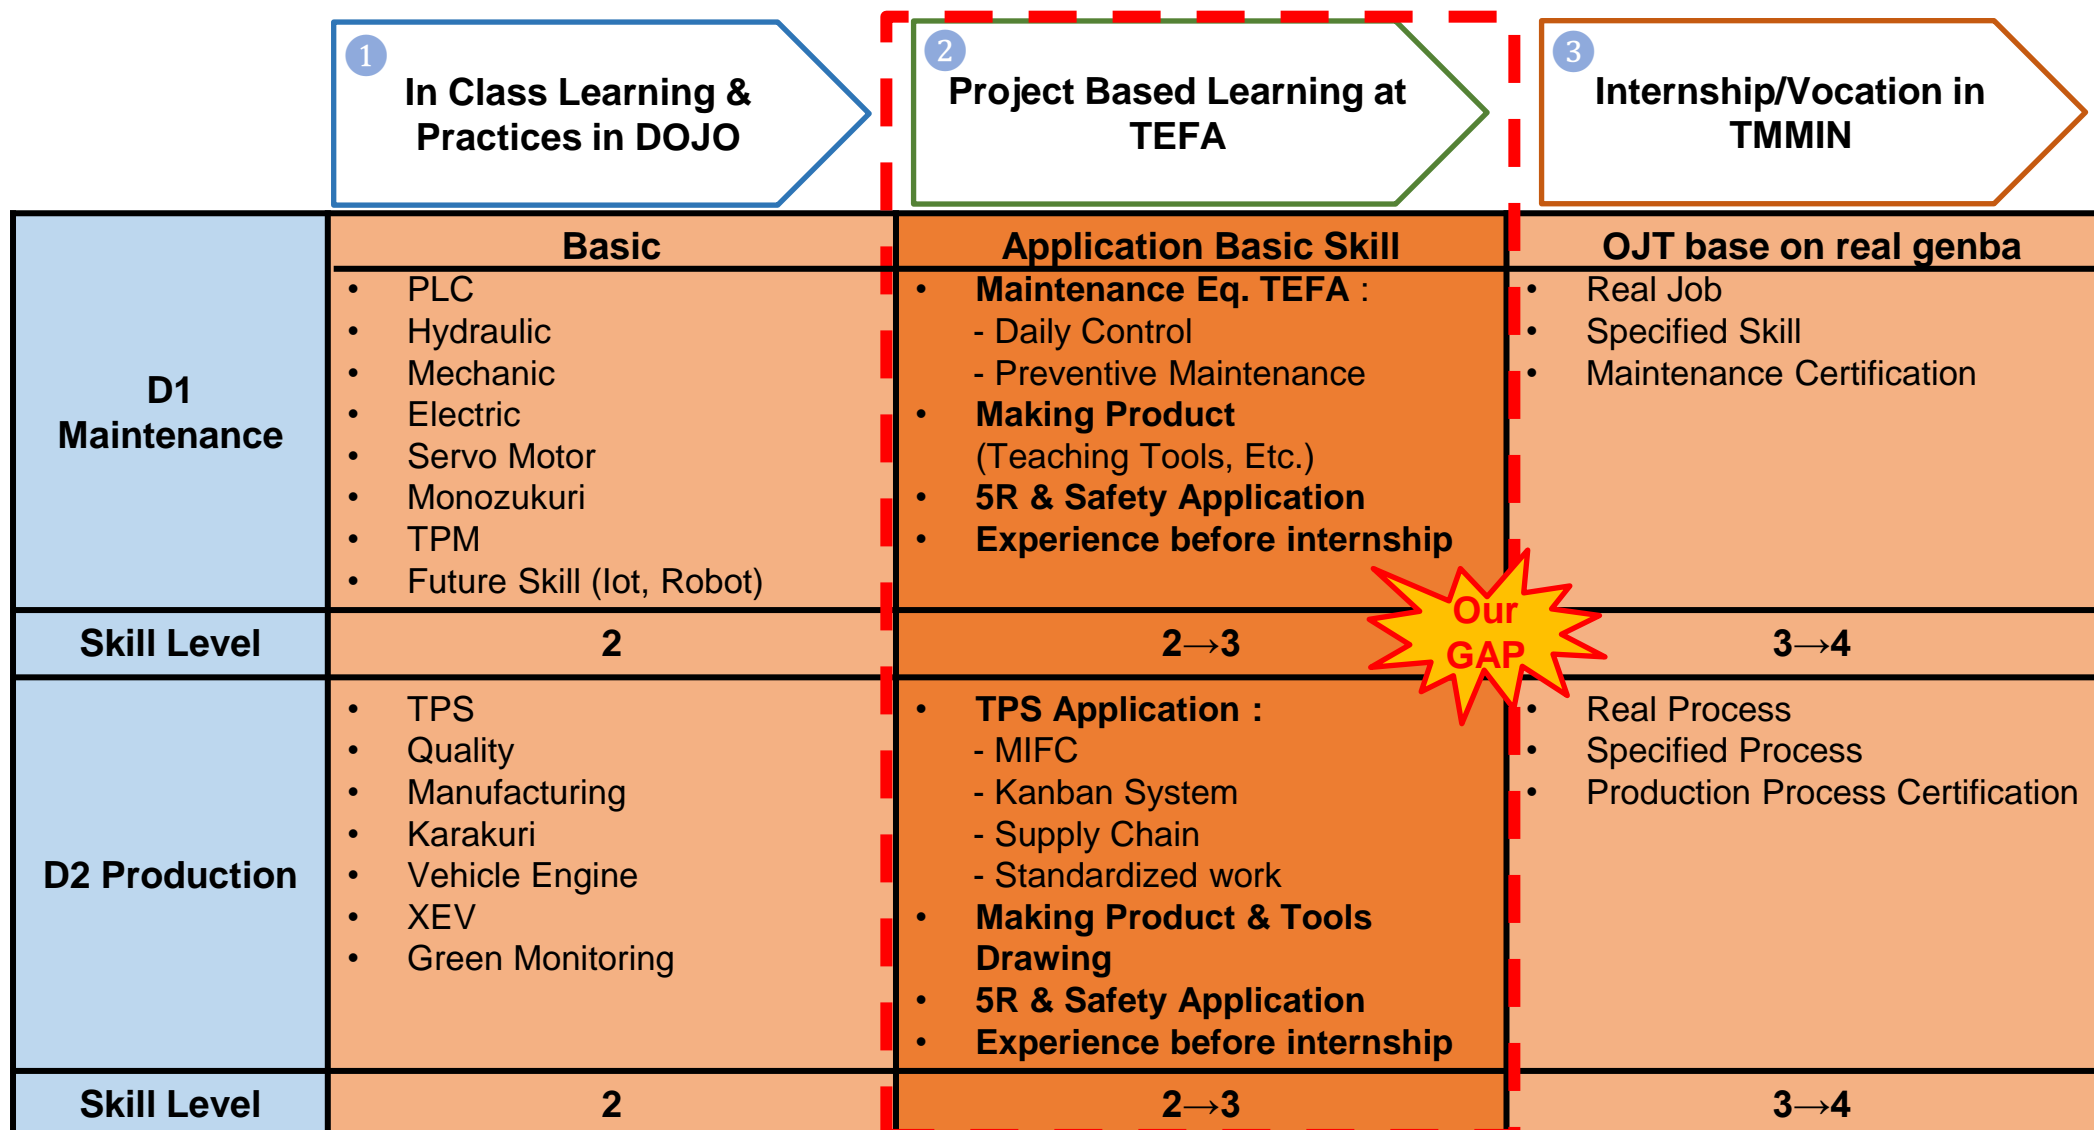 1
In Class Learning &
Practices in DOJO
2
Project Based Learning at
TEFA
3
Internship/Vocation in
TMMIN
Basic
Application Basic Skill
OJT base on real genba
D1
Maintenance
• PLC
• Hydraulic
• Mechanic
• Electric
• Servo Motor
• Monozukuri
• TPM
• Future Skill (Iot, Robot)
• Maintenance Eq. TEFA :
- Daily Control
- Preventive Maintenance
• Making Product
(Teaching Tools, Etc.)
• 5R & Safety Application
• Experience before internship
• Real Job
• Specified Skill
• Maintenance Certification
Our
GAP
Skill Level
2
2→3
3→4
D2 Production
• TPS
• Quality
• Manufacturing
• Karakuri
• Vehicle Engine
• XEV
• Green Monitoring
• TPS Application :
- MIFC
- Kanban System
- Supply Chain
- Standardized work
• Making Product & Tools
Drawing
• 5R & Safety Application
• Experience before internship
• Real Process
• Specified Process
• Production Process Certification
Skill Level
2
2→3
3→4